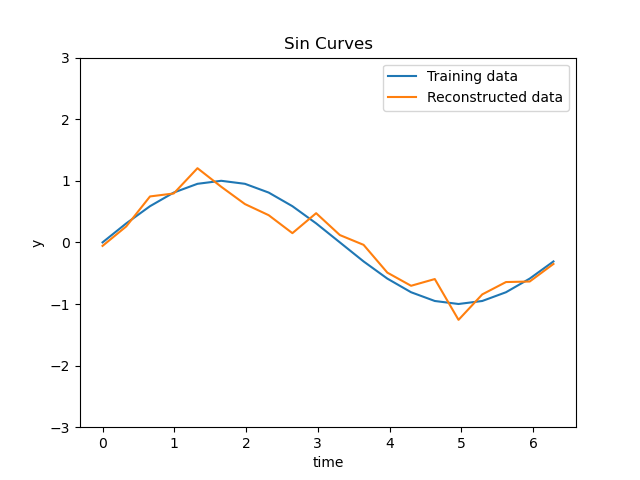 Sin Curves
Training data
Reconstructed data
3
2
1
0
−1
−2
−3
y
0 1 2 3 4 5 6
time